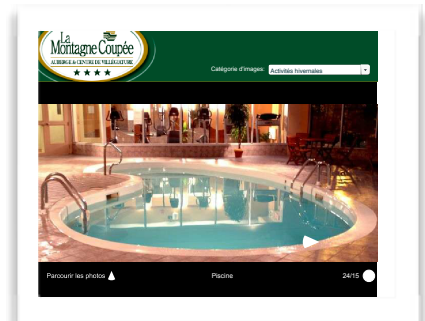 La
Montagne Coupée
AUBERGE & CENTRE DE VILLÉGIATURE
Catégorie d'images: Activités hivernales
Parcourir les photos Piscine 24/15